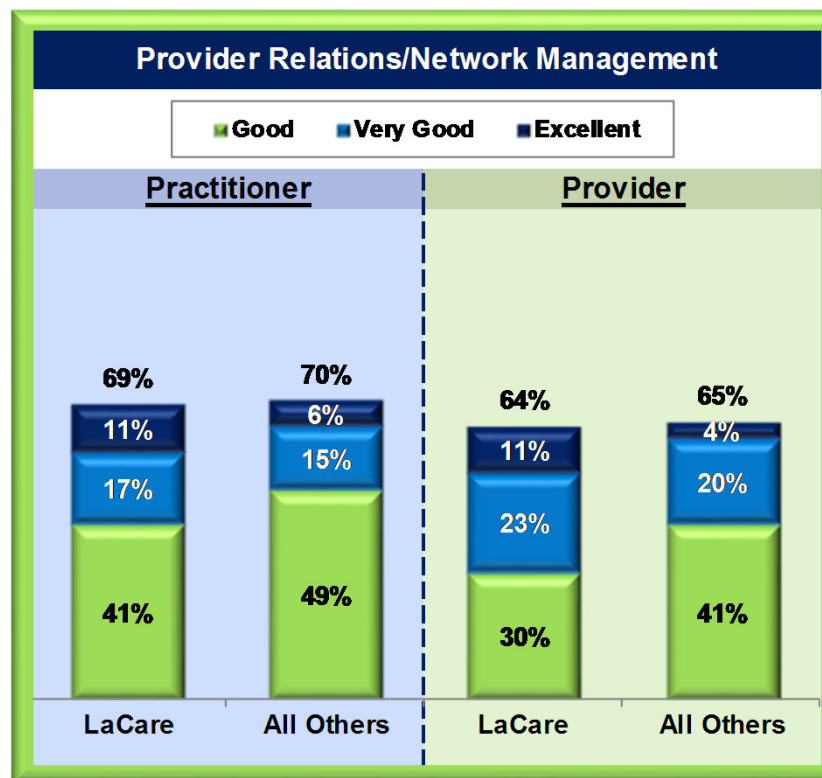 Provider Relations/Network Management
Good Very Good Excellent
Practitioner Provider
69% 70% 64% 65%
11% 6% 11% 4%
17% 15% 23% 20%
41% 49% 30% 41%
LaCare All Others LaCare All Others